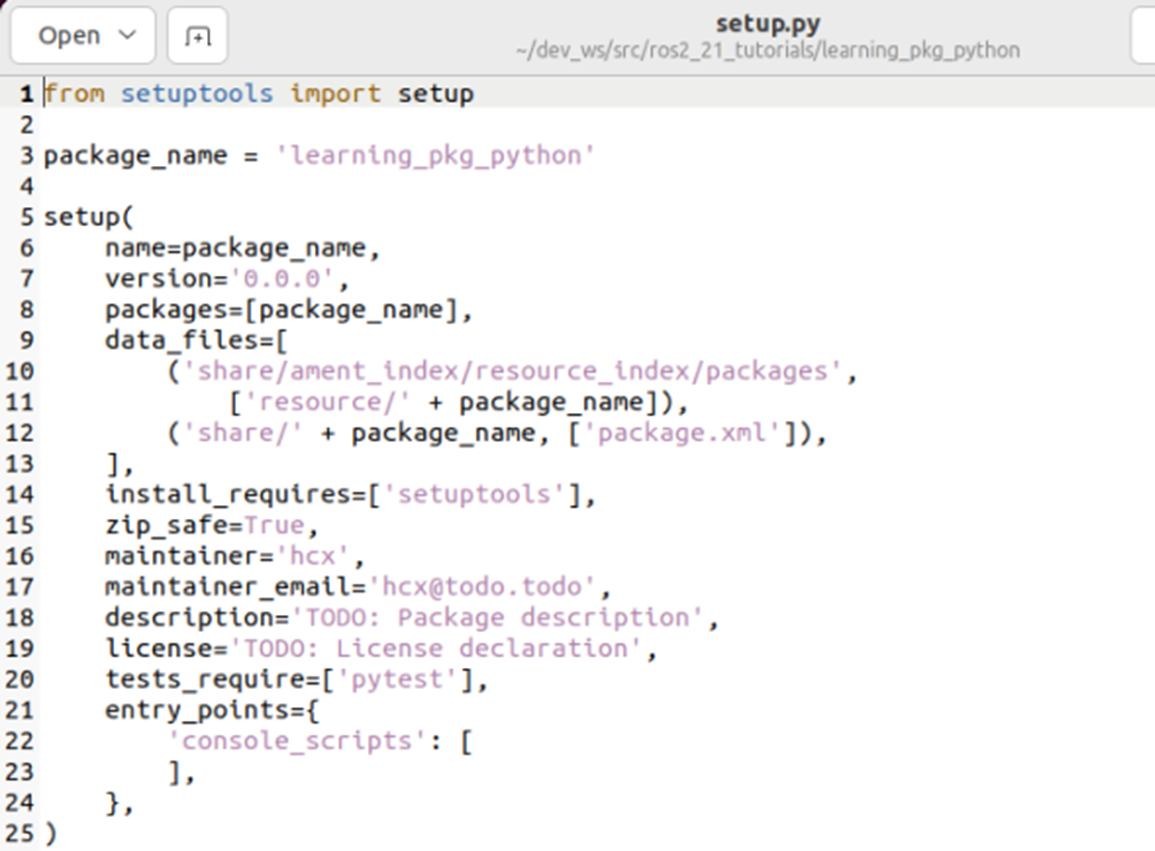 Open
setup.py
~/dev_ws/src/ros2_21_tutorials/learning_pkg_python
1 from setuptools import setup
2
3 package_name = 'learning_pkg_python'
4
5 setup(
6     name=package_name,
7     version='0.0.0',
8     packages=[package_name],
9     data_files=[
10         ('share/ament_index/resource_index/packages',
11             ['resource/' + package_name]),
12         ('share/' + package_name, ['package.xml']),
13     ],
14     install_requires=['setuptools'],
15     zip_safe=True,
16     maintainer='hcx',
17     maintainer_email='hcx@todo.todo',
18     description='TODO: Package description',
19     license='TODO: License declaration',
20     tests_require=['pytest'],
21     entry_points={
22         'console_scripts': [
23         ],
24     },
25 )